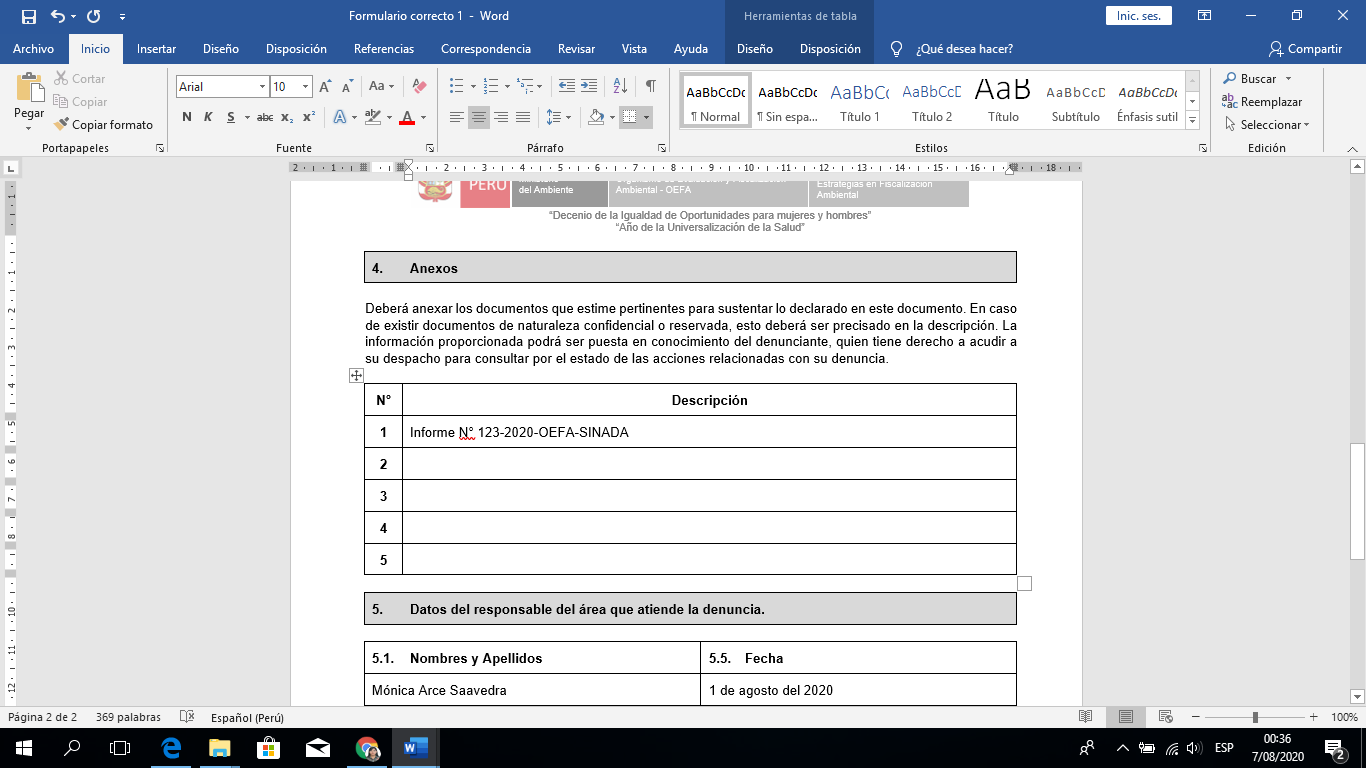 Formulario correcto 1 - Word
Herramientas de tabla
Inic. ses.
Archivo Inicio Insertar Diseño Disposición Referencias Correspondencia Revisar Vista Ayuda Diseño Disposición ¿Qué desea hacer? Compartir
Pegar
Cortar
Copiar
Copiar formato
Portapapeles
Arial 10
N K S abc x₂ x²
Fuente
Párrafo
AaBbCcDc AaBbCcDc AaBbCc AaBbCcD AaB AaBbCcD AaBbCcDc
¶ Normal ¶ Sin espa... Título 1 Título 2 Título Subtítulo Énfasis sutil
Estilos
Buscar
Reemplazar
Seleccionar
Edición
PERÚ
del Ambiente
Ambiental - OEFA
Estrategias en Fiscalización
Ambiental
“Decenio de la Igualdad de Oportunidades para mujeres y hombres”
“Año de la Universalización de la Salud”
4. Anexos
Deberá anexar los documentos que estime pertinentes para sustentar lo declarado en este documento. En caso
de existir documentos de naturaleza confidencial o reservada, esto deberá ser precisado en la descripción. La
información proporcionada podrá ser puesta en conocimiento del denunciante, quien tiene derecho a acudir a
su despacho para consultar por el estado de las acciones relacionadas con su denuncia.
N° Descripción
1 Informe N° 123-2020-OEFA-SINADA
2
3
4
5
5. Datos del responsable del área que atiende la denuncia.
5.1. Nombres y Apellidos 5.5. Fecha
Mónica Arce Saavedra 1 de agosto del 2020
Página 2 de 2 369 palabras Español (Perú) 100%
ESP
00:36
7/08/2020
2